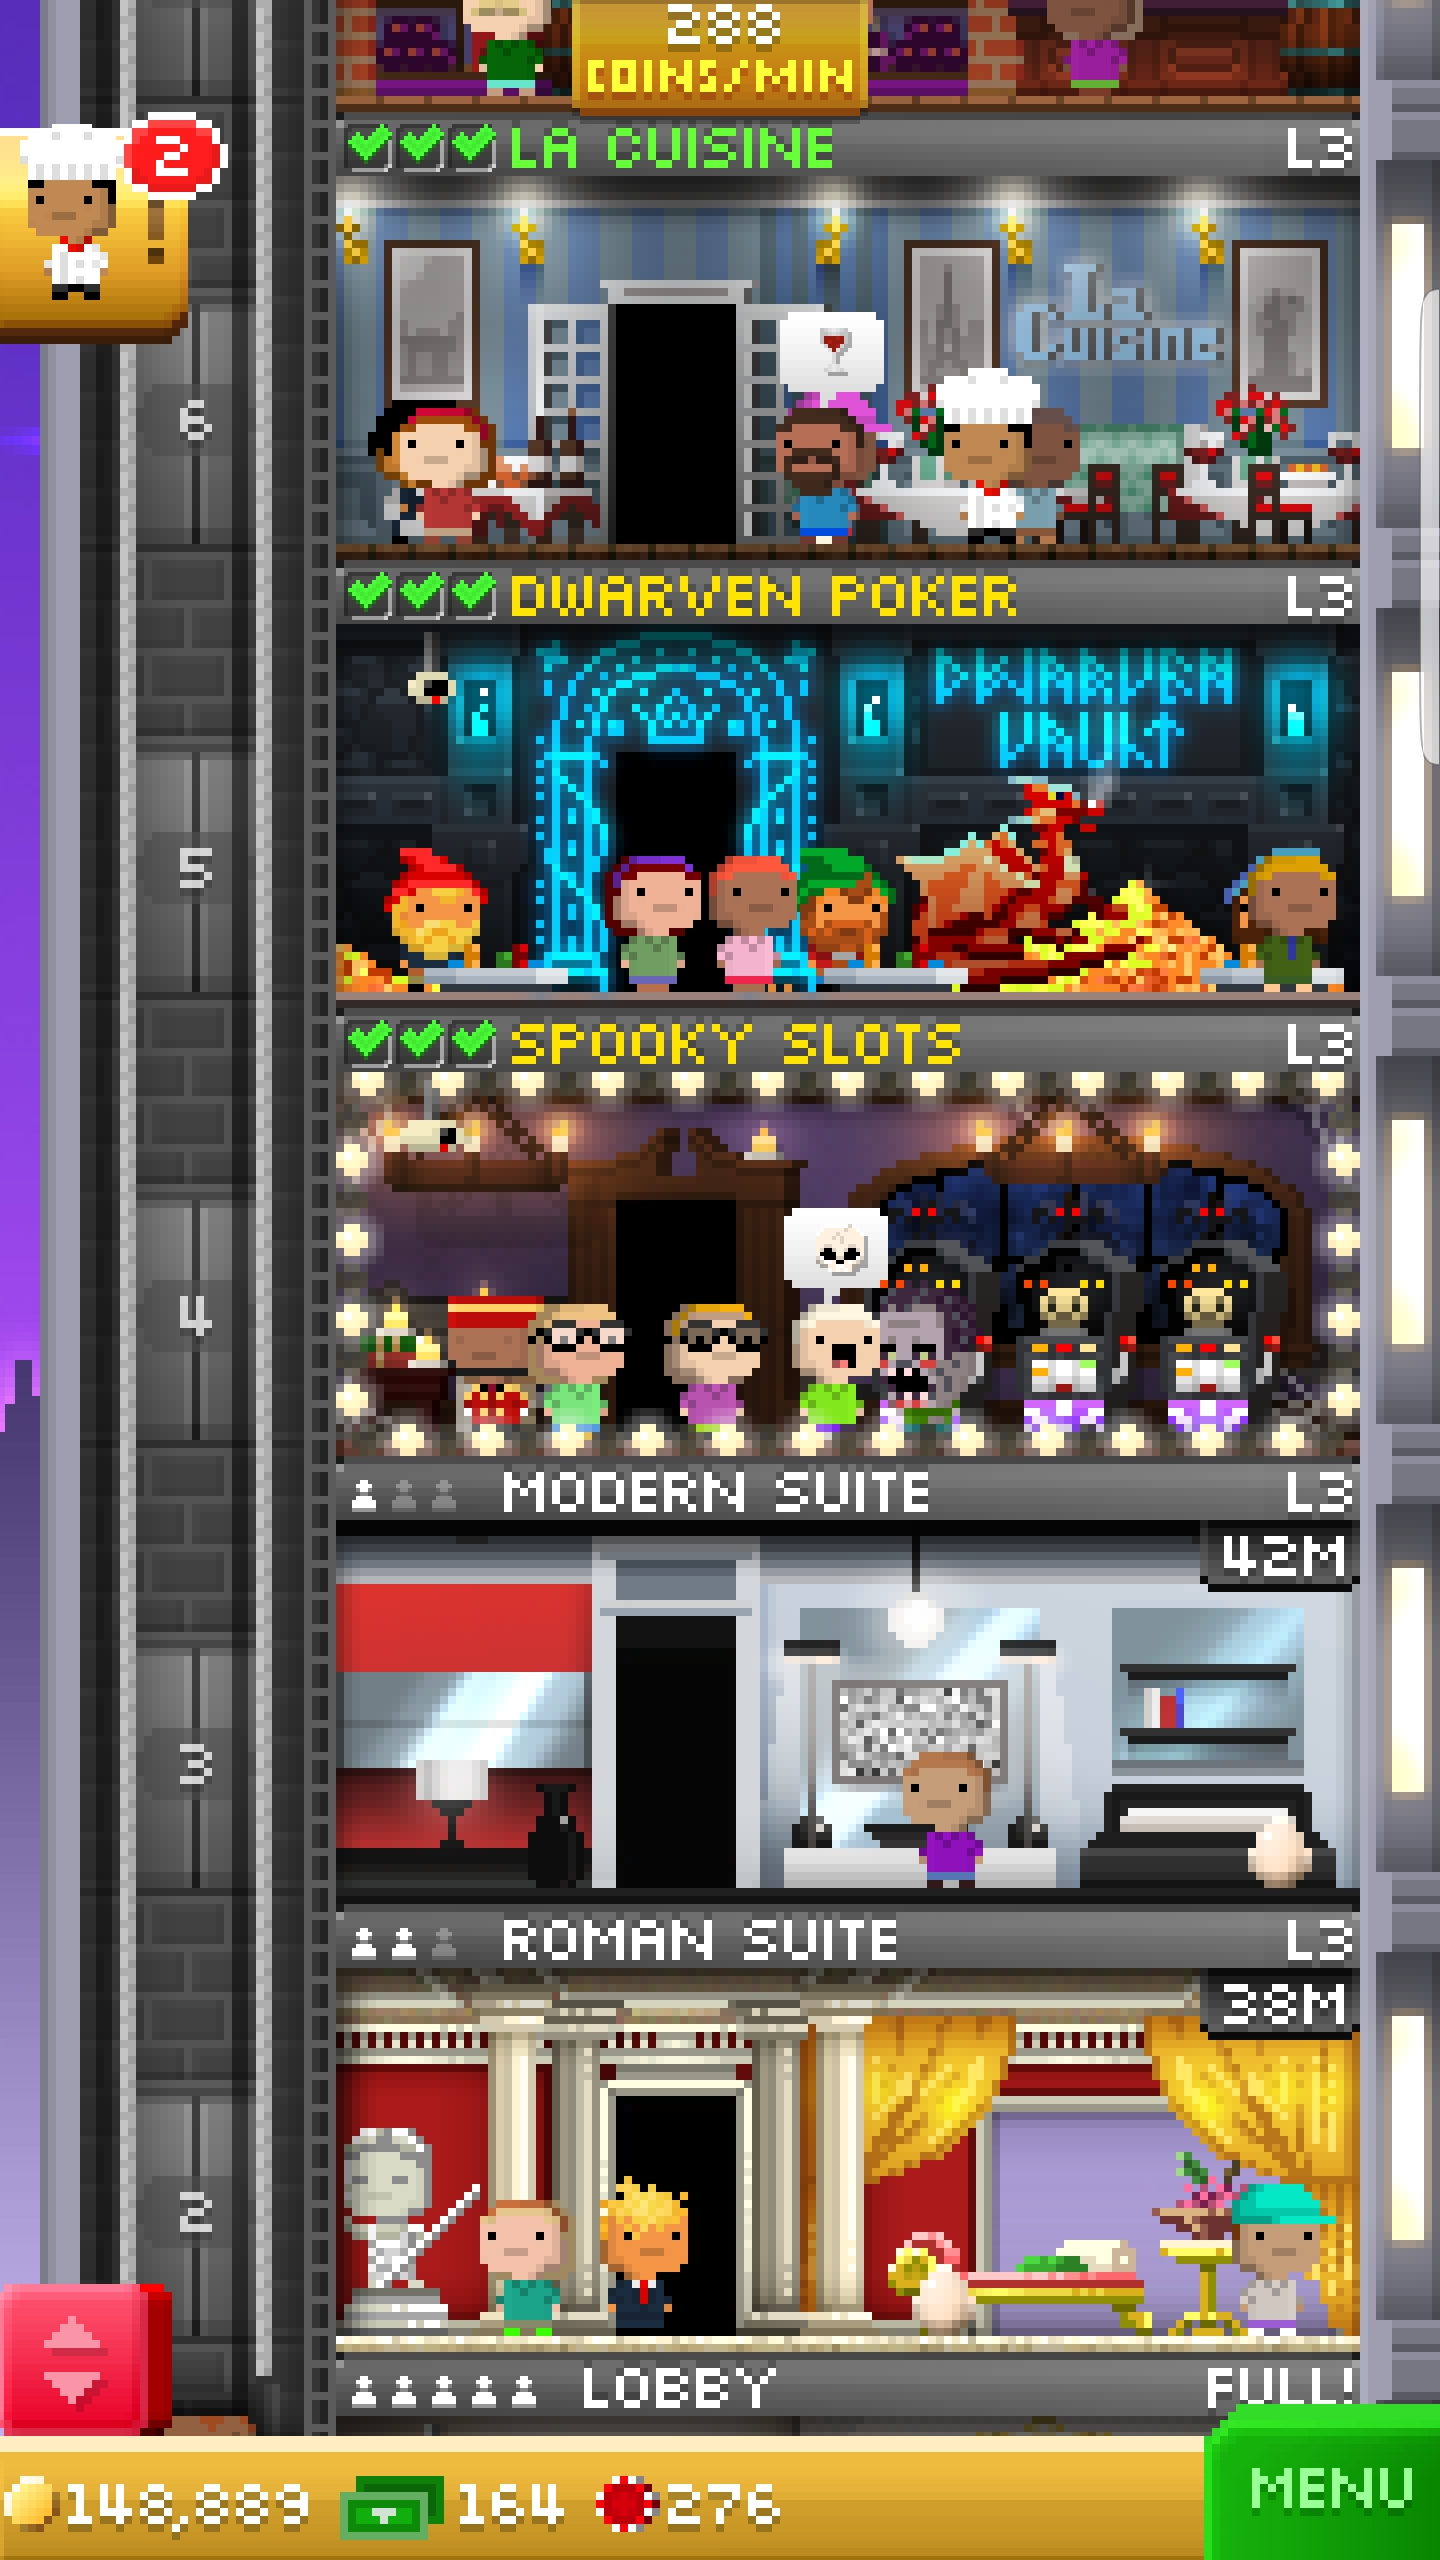 288
COINS/MIN
2
LA CUISINE L3
La
Cuisine
6
DWARVEN POKER L3
DWARVEN
VAULT
5
SPOOKY SLOTS L3
4
MODERN SUITE L3
42M
3
ROMAN SUITE L3
38M
2
LOBBY FULL!
148,889 164 276
MENU